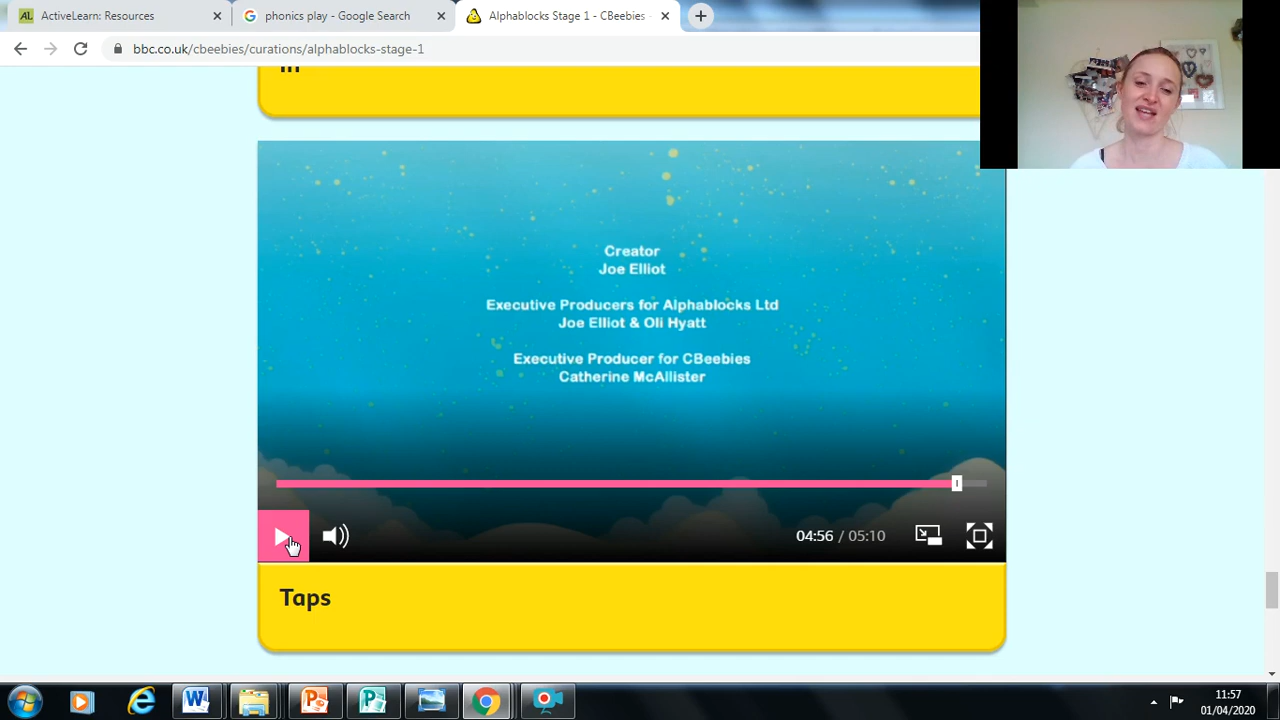 ActiveLearn: Resources
phonics play - Google Search
Alphablocks Stage 1 - CBeebies
bbc.co.uk/cbeebies/curations/alphablocks-stage-1
Creator
Joe Elliot
Executive Producers for Alphablocks Ltd
Joe Elliot & Oli Hyatt
Executive Producer for CBeebies
Catherine McAllister
04:56 / 05:10
Taps
11:57
01/04/2020